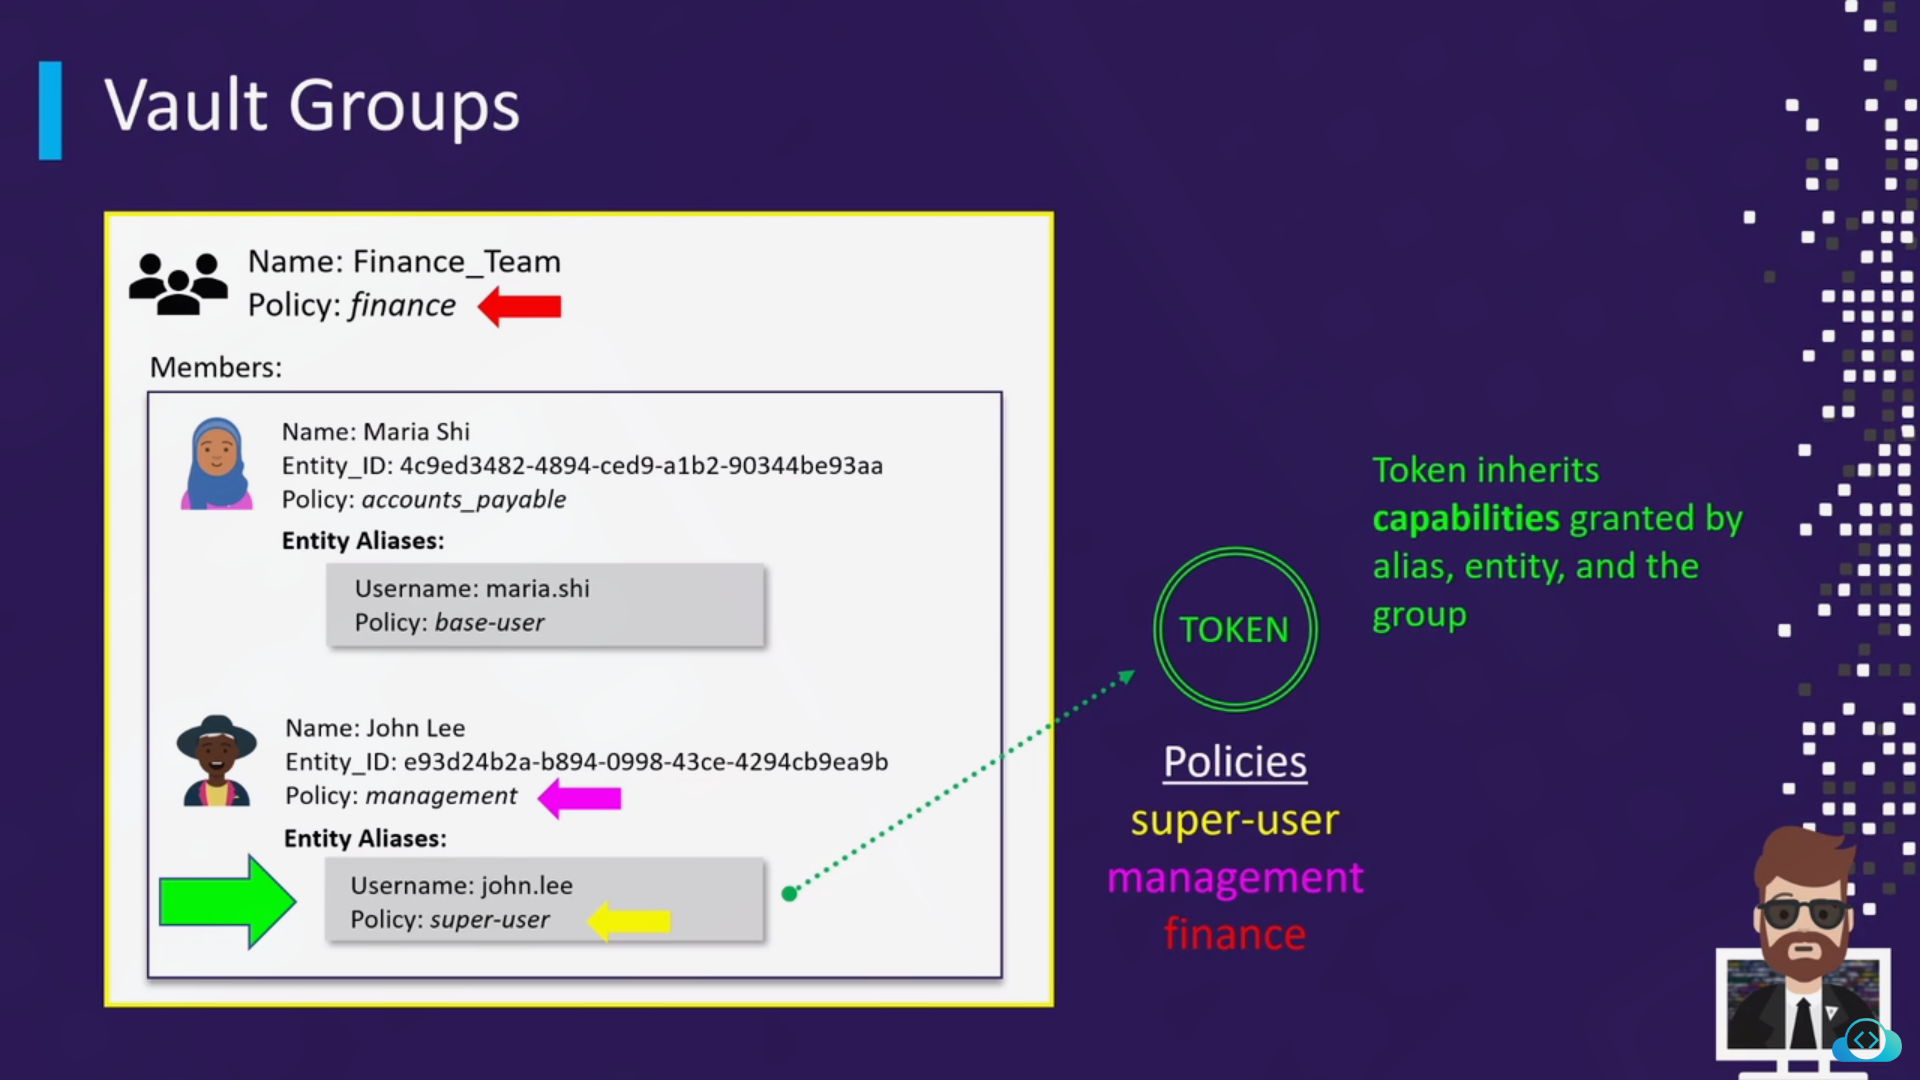 Vault Groups
Name: Finance_Team
Policy: finance
Members:
Name: Maria Shi
Entity_ID: 4c9ed3482-4894-ced9-a1b2-90344be93aa
Policy: accounts_payable
Entity Aliases:
Username: maria.shi
Policy: base-user
Name: John Lee
Entity_ID: e93d24b2a-b894-0998-43ce-4294cb9ea9b
Policy: management
Entity Aliases:
Username: john.lee
Policy: super-user
TOKEN
Policies
super-user
management
finance
Token inherits
capabilities granted by
alias, entity, and the
group